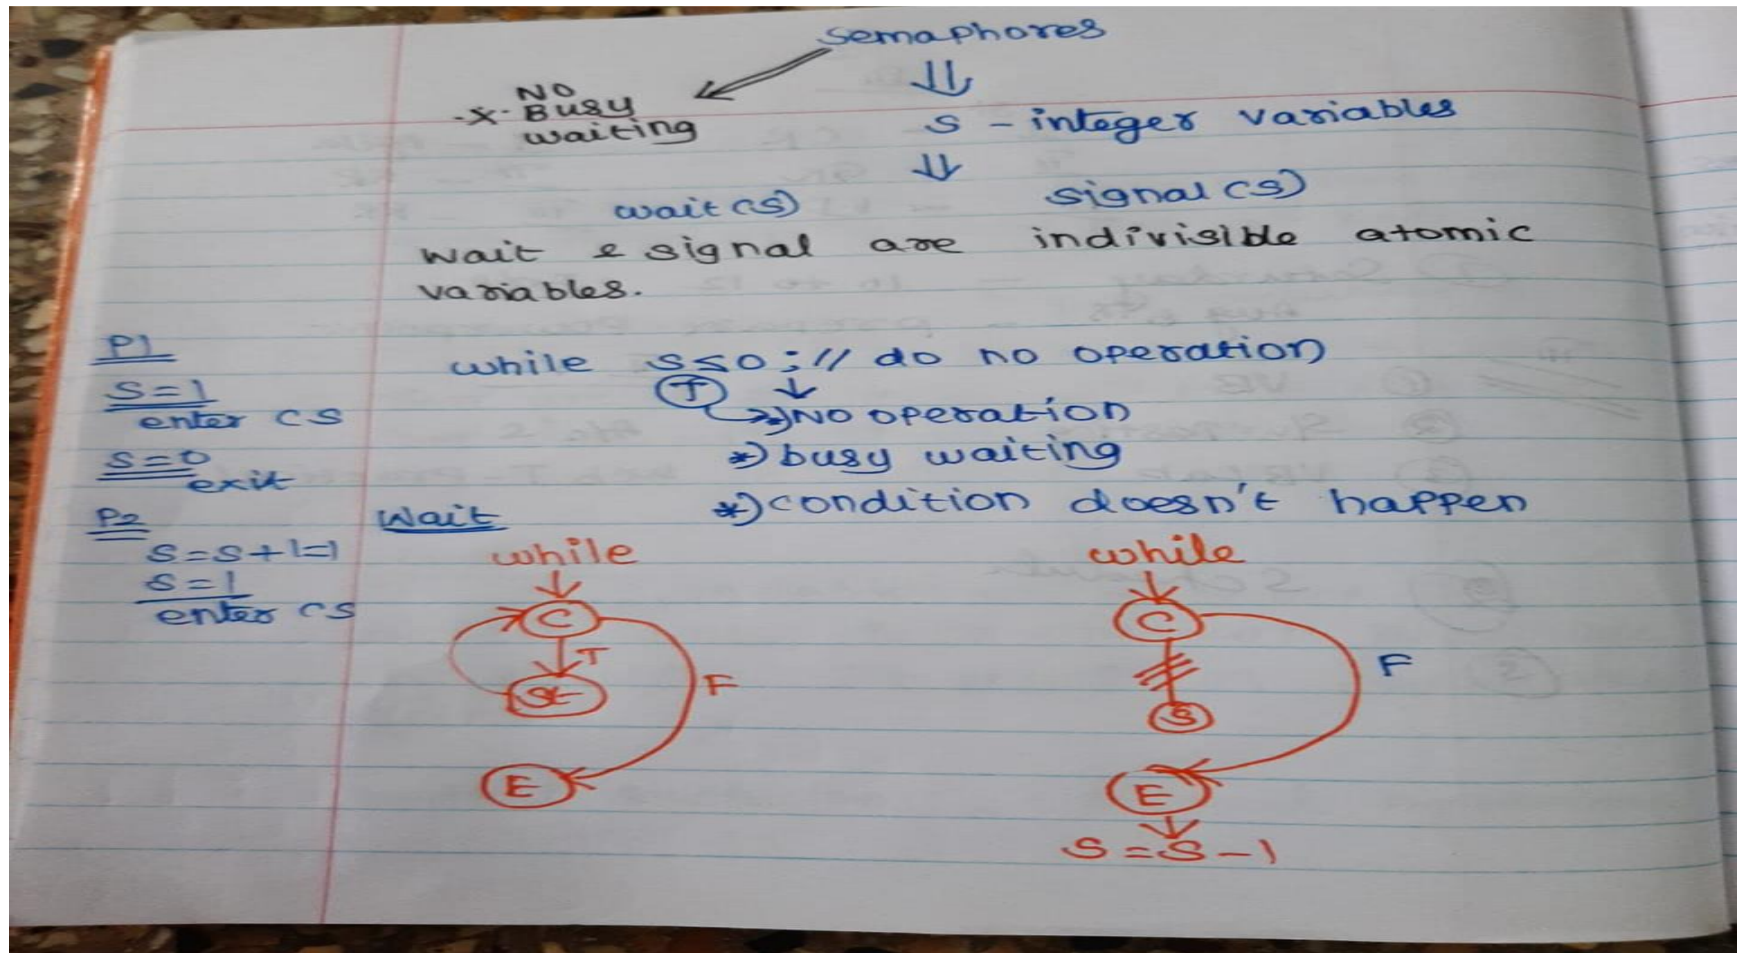 Semaphores
NO
-x- Busy
waiting
S - integer variables
wait (S)
signal (S)
wait & signal are indivisible atomic
variables.
P1
while S≤0; // do no operation
S=1
T
enter CS
*) NO operation
S=0
exit
*) busy waiting
P2
Wait
*) condition doesn't happen
S=S+1=1
while
while
S=1
enter CS
C
C
T
F
F
St
S
E
E
S=S-1